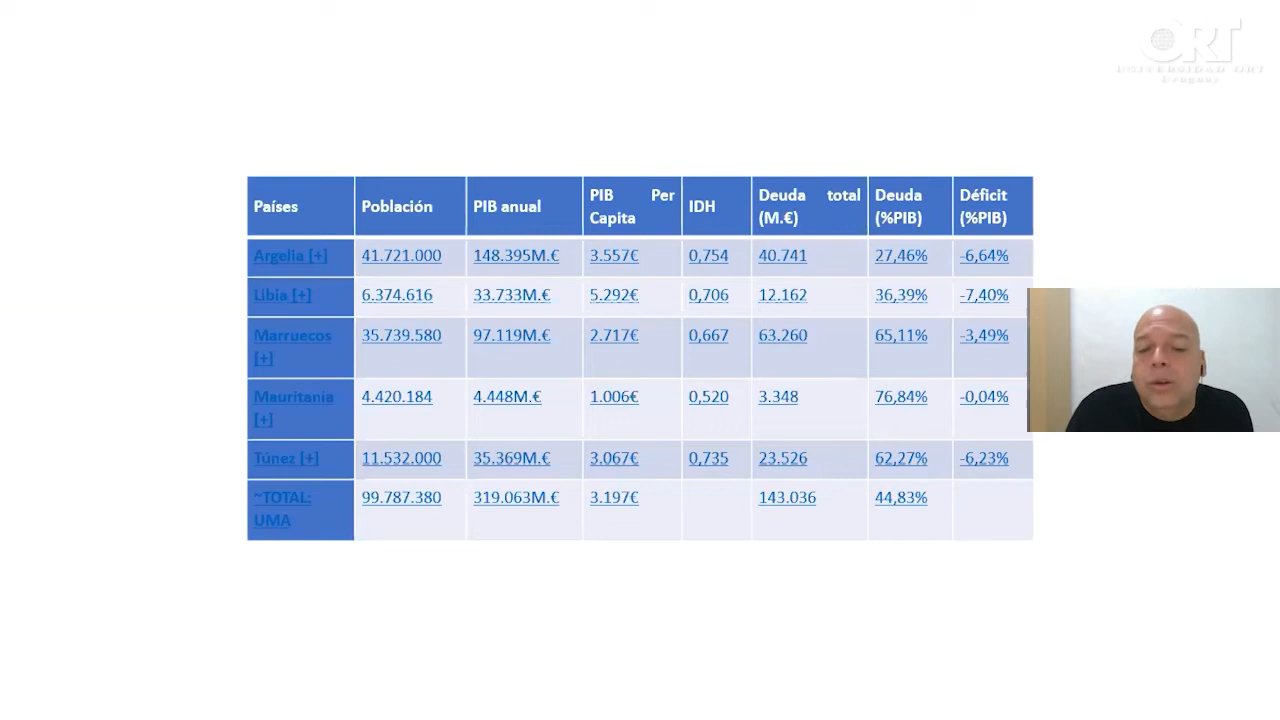 ORT
UNIVERSIDAD ORT
Uruguay
Países Población PIB anual PIB Per Capita IDH Deuda total (M.€) Deuda (%PIB) Déficit (%PIB)
Argelia [+] 41.721.000 148.395M.€ 3.557€ 0,754 40.741 27,46% -6,64%
Libia [+] 6.374.616 33.733M.€ 5.292€ 0,706 12.162 36,39% -7,40%
Marruecos [+] 35.739.580 97.119M.€ 2.717€ 0,667 63.260 65,11% -3,49%
Mauritania [+] 4.420.184 4.448M.€ 1.006€ 0,520 3.348 76,84% -0,04%
Túnez [+] 11.532.000 35.369M.€ 3.067€ 0,735 23.526 62,27% -6,23%
~TOTAL: UMA 99.787.380 319.063M.€ 3.197€ 143.036 44,83%